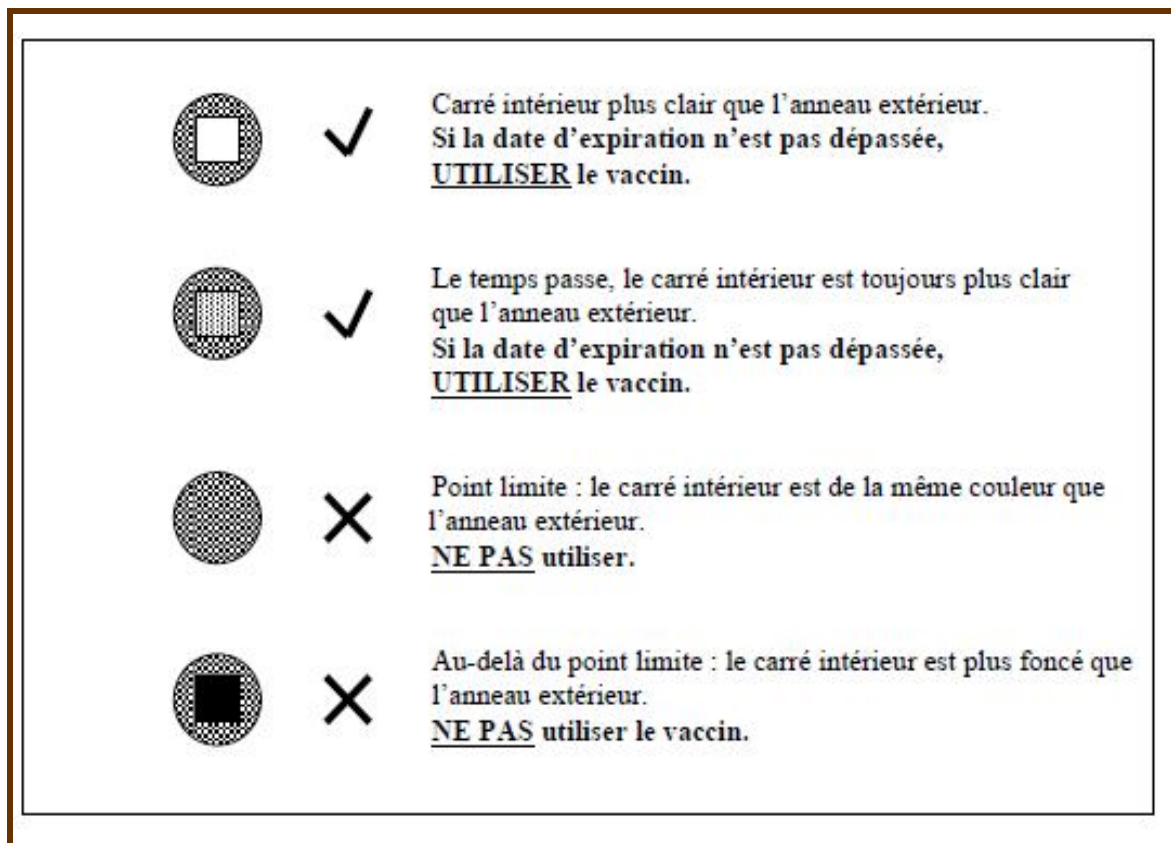 Carré intérieur plus clair que l’anneau extérieur.
Si la date d’expiration n’est pas dépassée,
UTILISER le vaccin.
Le temps passe, le carré intérieur est toujours plus clair
que l’anneau extérieur.
Si la date d’expiration n’est pas dépassée,
UTILISER le vaccin.
Point limite : le carré intérieur est de la même couleur que
l’anneau extérieur.
NE PAS utiliser.
Au-delà du point limite : le carré intérieur est plus foncé que
l’anneau extérieur.
NE PAS utiliser le vaccin.